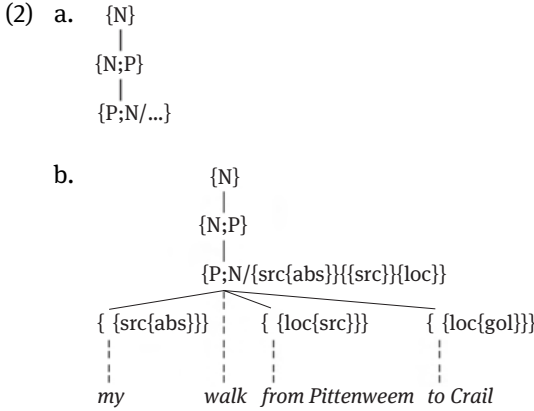 (2) a. {N}
{N;P}
{P;N/...}
b.
{N}
{N;P}
{P;N/{src{abs}}{{src}}{loc}}
{ {src{abs}}} { {loc{src}}} { {loc{gol}}}
my walk from Pittenweem to Crail